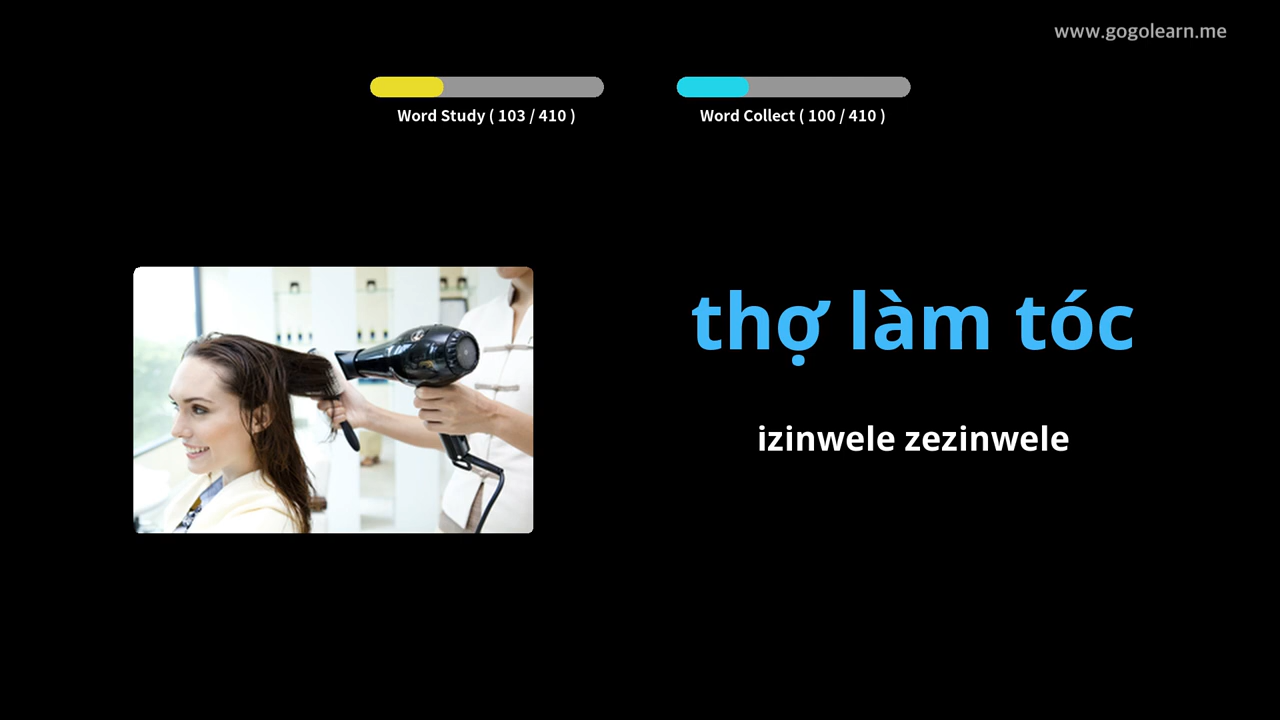 www.gogolearn.me
Word Study ( 103 / 410 )
Word Collect ( 100 / 410 )
thợ làm tóc
izinwele zezinwele